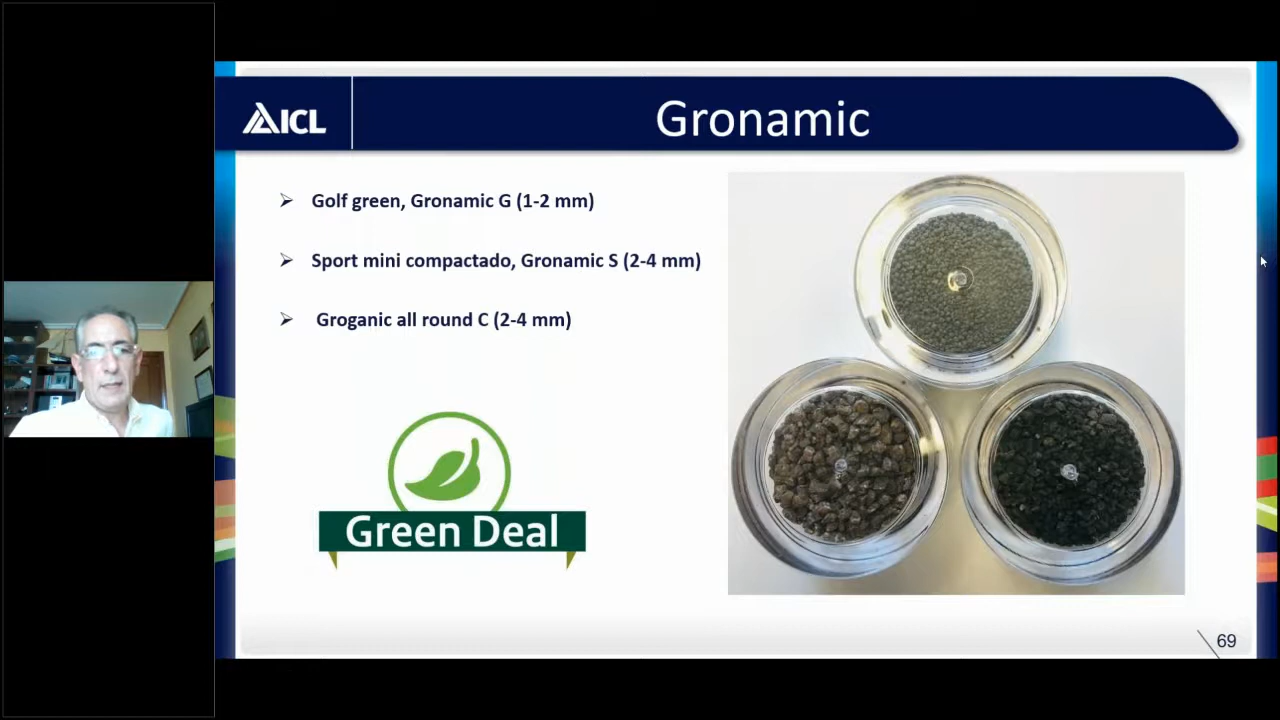 ICL
Gronamic
Golf green, Gronamic G (1-2 mm)
Sport mini compactado, Gronamic S (2-4 mm)
Groganic all round C (2-4 mm)
Green Deal
69